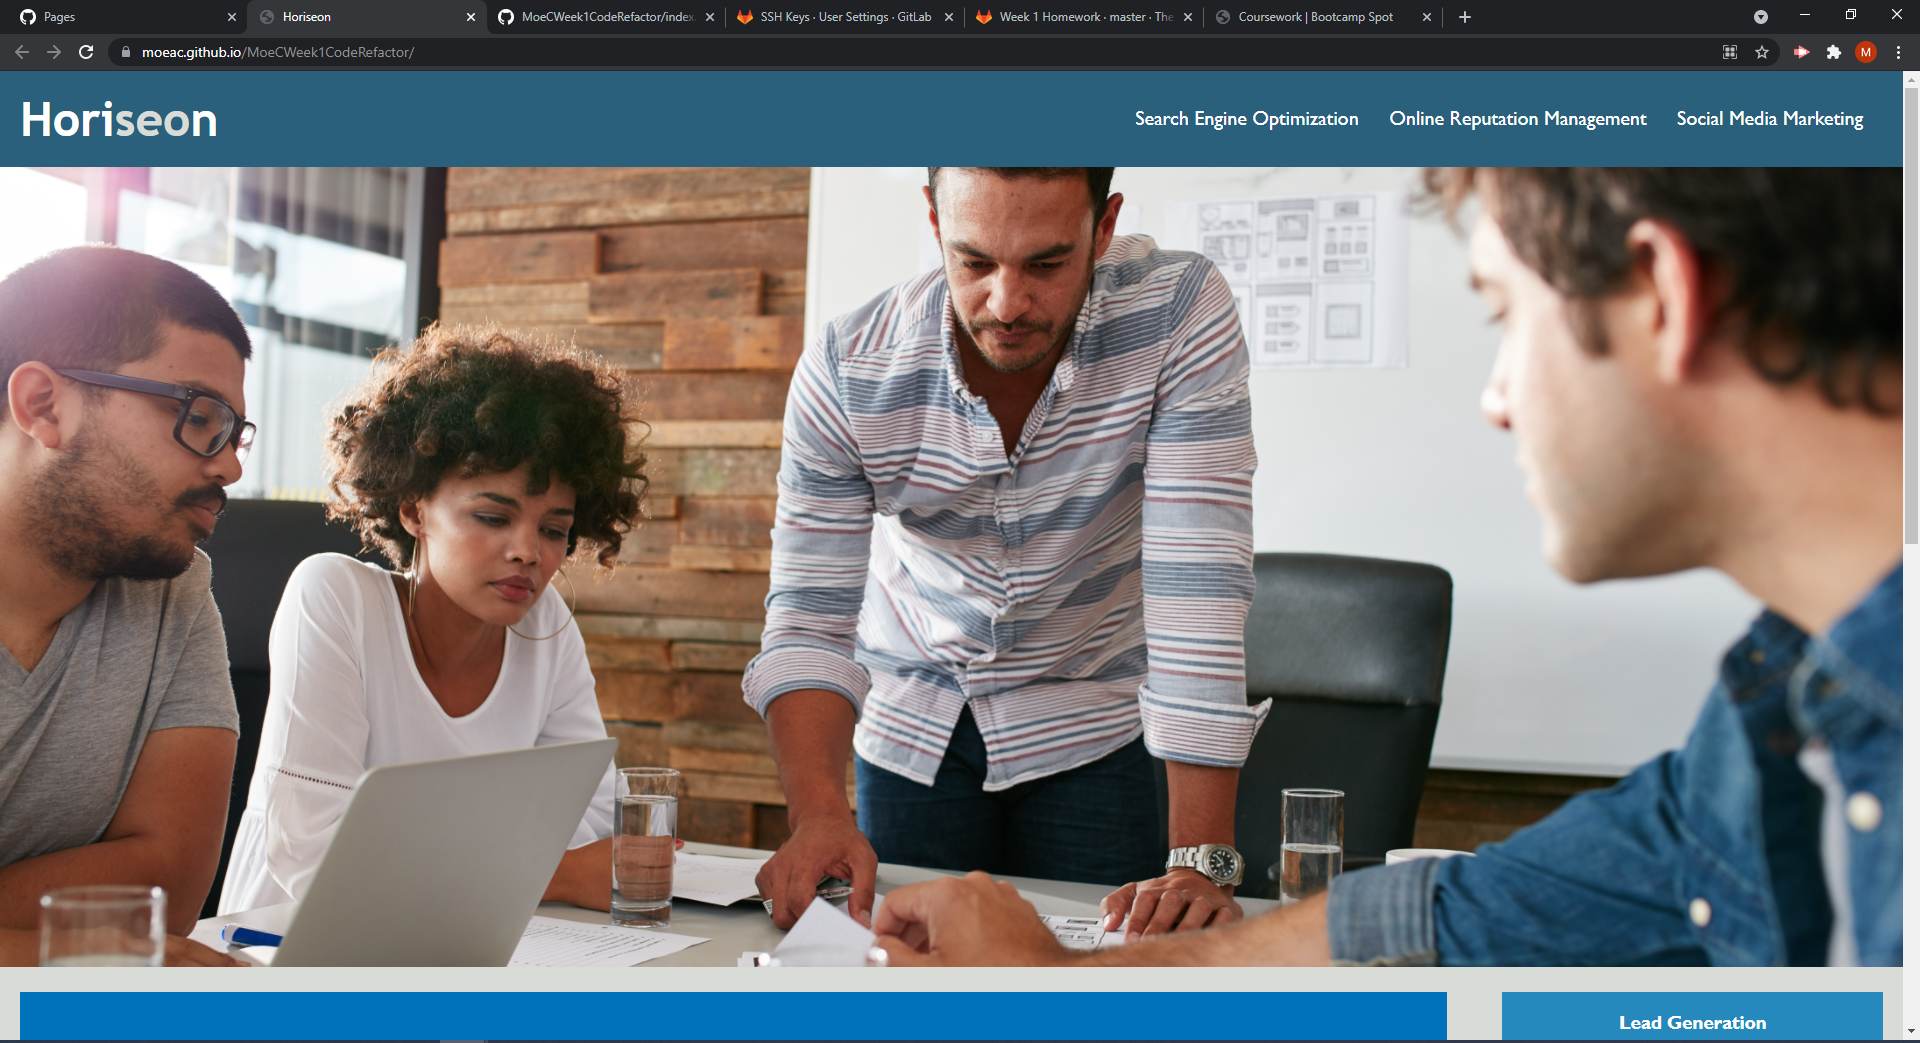 Pages
Horiseon
MoeCWeek1CodeRefactor/index.
SSH Keys · User Settings · GitLab
Week 1 Homework · master · The
Coursework | Bootcamp Spot
moeac.github.io/MoeCWeek1CodeRefactor/
M
Horiseon
Search Engine Optimization
Online Reputation Management
Social Media Marketing
Lead Generation